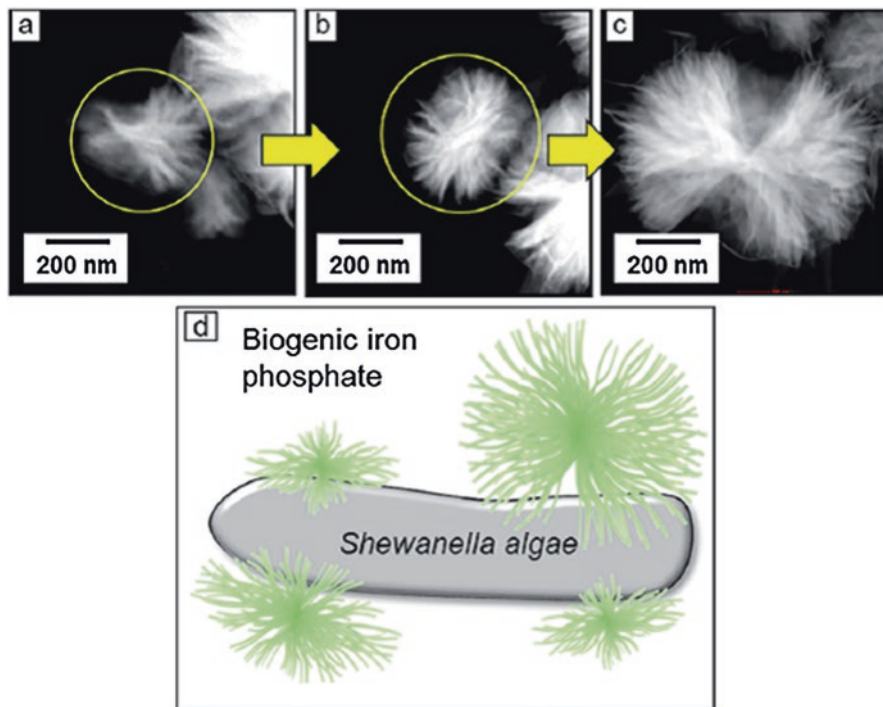 a
b
c
200 nm
200 nm
200 nm
d
Biogenic iron
phosphate
Shewanella algae